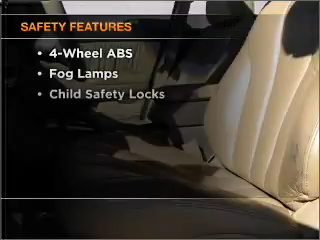 SAFETY FEATURES
• 4-Wheel ABS
• Fog Lamps
• Child Safety Locks